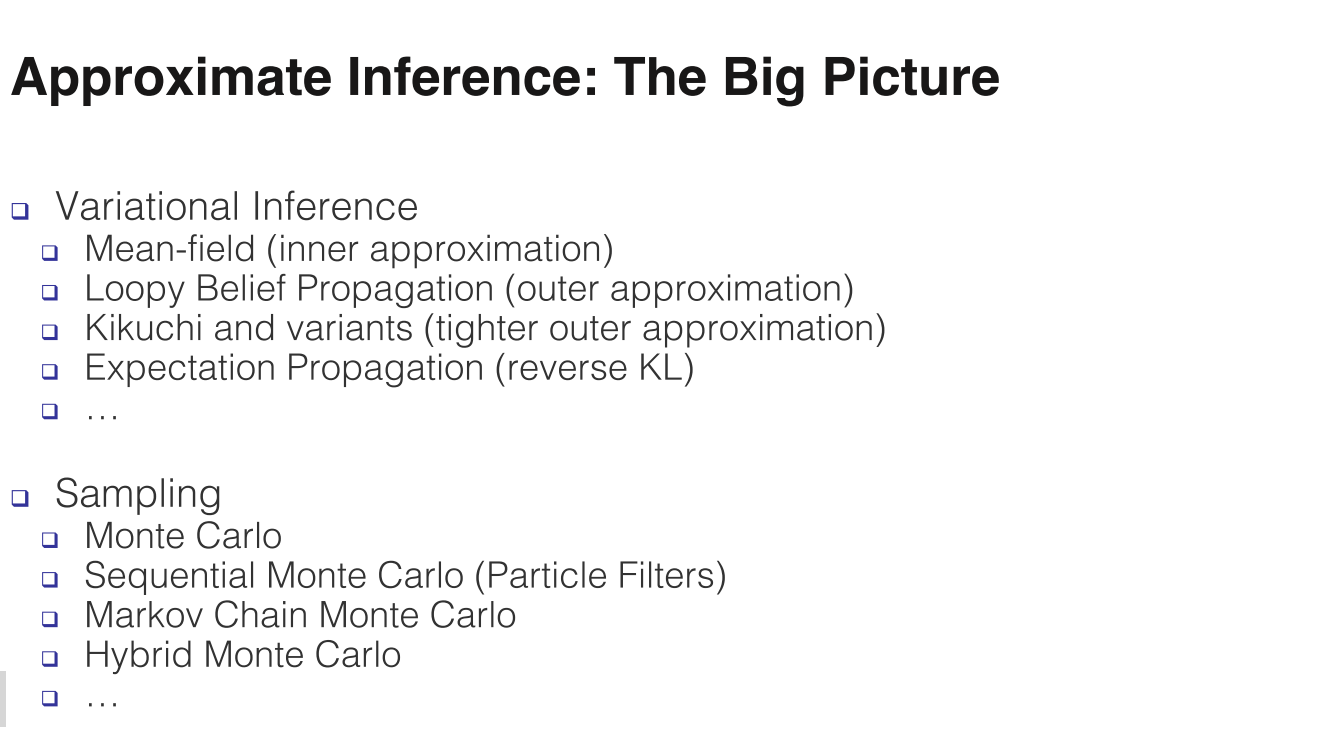 Approximate Inference: The Big Picture
Variational Inference
Mean-field (inner approximation)
Loopy Belief Propagation (outer approximation)
Kikuchi and variants (tighter outer approximation)
Expectation Propagation (reverse KL)
…
Sampling
Monte Carlo
Sequential Monte Carlo (Particle Filters)
Markov Chain Monte Carlo
Hybrid Monte Carlo
…